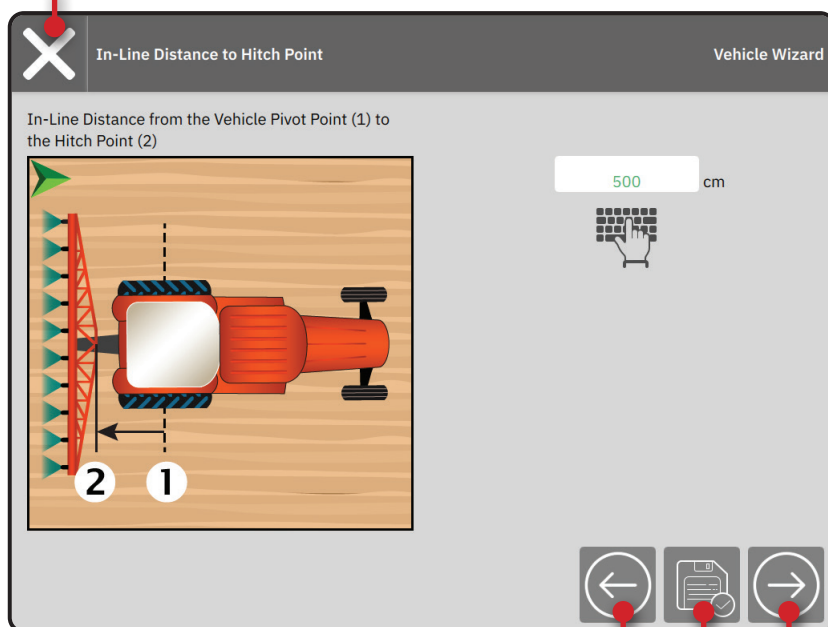 In-Line Distance to Hitch Point
Vehicle Wizard
In-Line Distance from the Vehicle Pivot Point (1) to
the Hitch Point (2)
500 cm
2 1